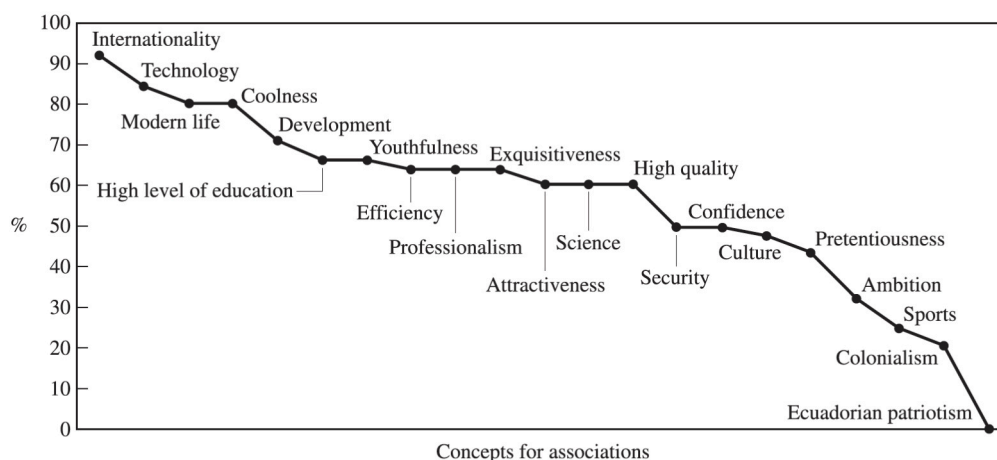 100
Internationality
90
Technology
80
Coolness
Modern life
Development
70
Youthfulness
Exquisitiveness
High quality
High level of education
60
Efficiency
Confidence
%
50
Professionalism
Science
Culture
Pretentiousness
Attractiveness
Security
40
Ambition
30
Sports
20
Colonialism
10
Ecuadorian patriotism
0
Concepts for associations